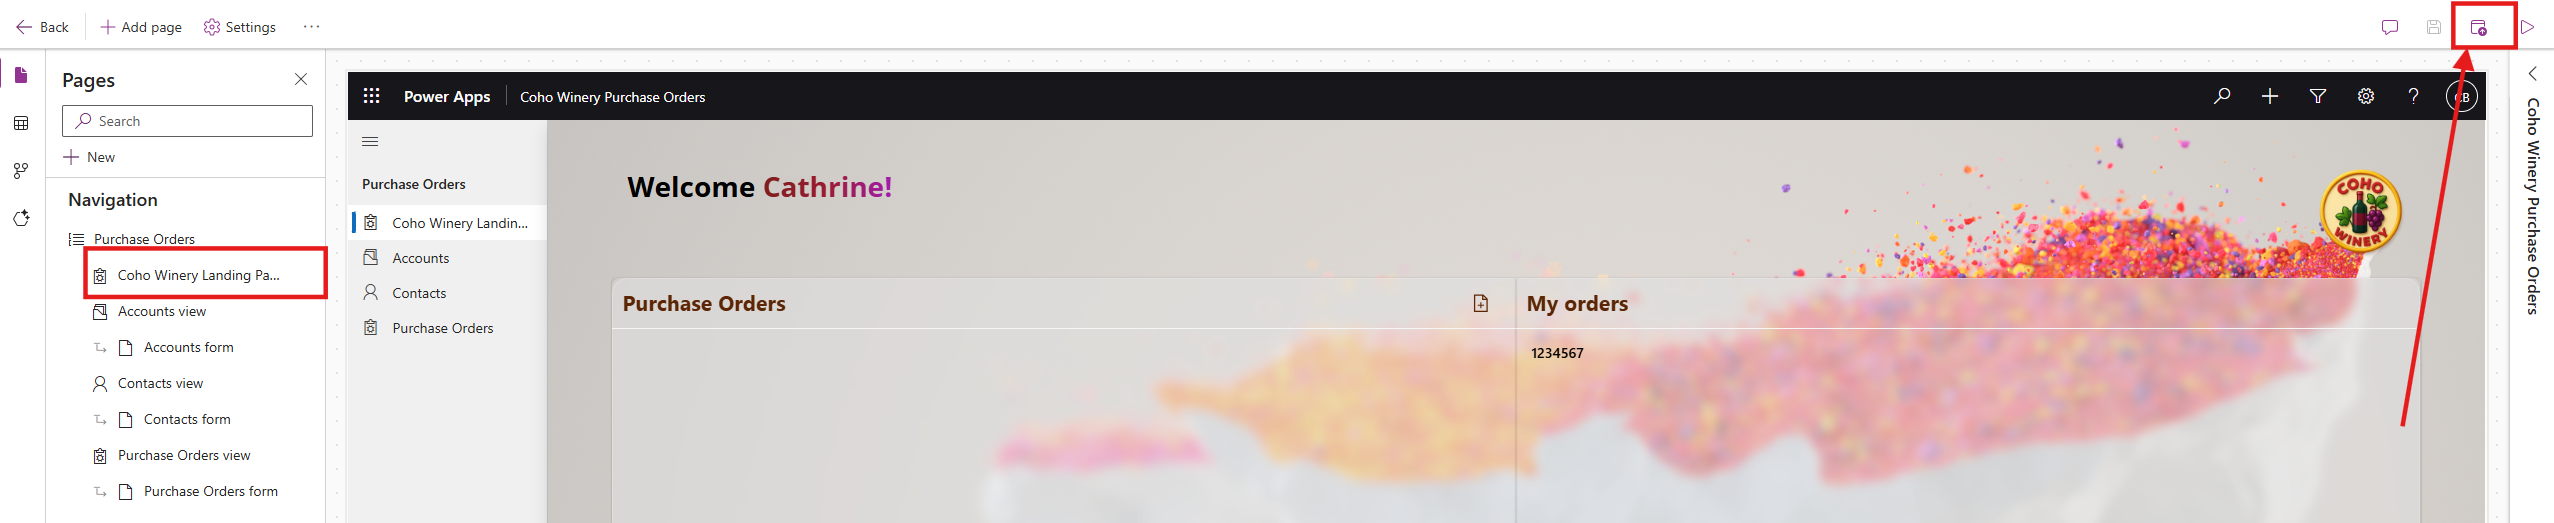 Back
Add page
Settings
Pages
Search
New
Navigation
Purchase Orders
Coho Winery Landing Pa...
Accounts view
Accounts form
Contacts view
Contacts form
Purchase Orders view
Purchase Orders form
Power Apps
Coho Winery Purchase Orders
CB
Purchase Orders
Coho Winery Landin...
Accounts
Contacts
Purchase Orders
Welcome Cathrine!
COHO
WINERY
Purchase Orders
My orders
1234567
Coho Winery Purchase Orders